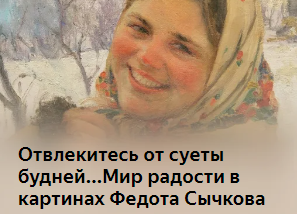 Отвлекитесь от суеты
будней...Мир радости в
картинах Федота Сычкова